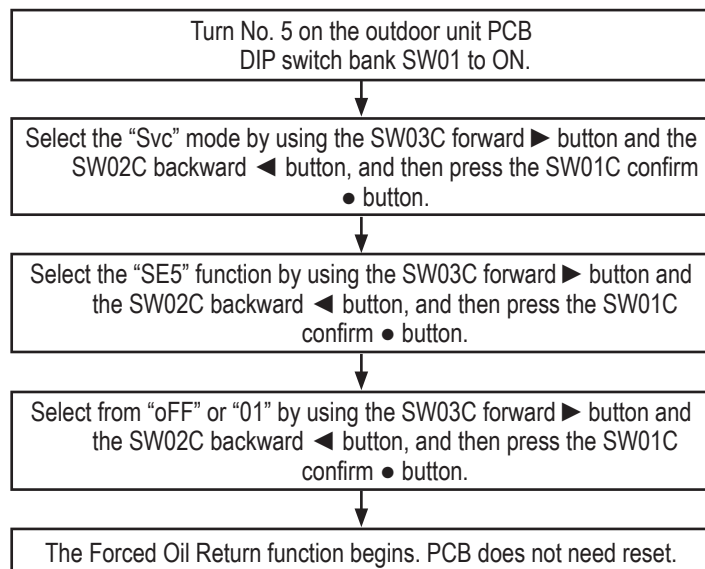 Turn No. 5 on the outdoor unit PCB
DIP switch bank SW01 to ON.
Select the “Svc” mode by using the SW03C forward ► button and the
SW02C backward ◄ button, and then press the SW01C confirm
● button.
Select the “SE5” function by using the SW03C forward ► button and
the SW02C backward ◄ button, and then press the SW01C
confirm ● button.
Select from “oFF” or “01” by using the SW03C forward ► button and
the SW02C backward ◄ button, and then press the SW01C
confirm ● button.
The Forced Oil Return function begins. PCB does not need reset.